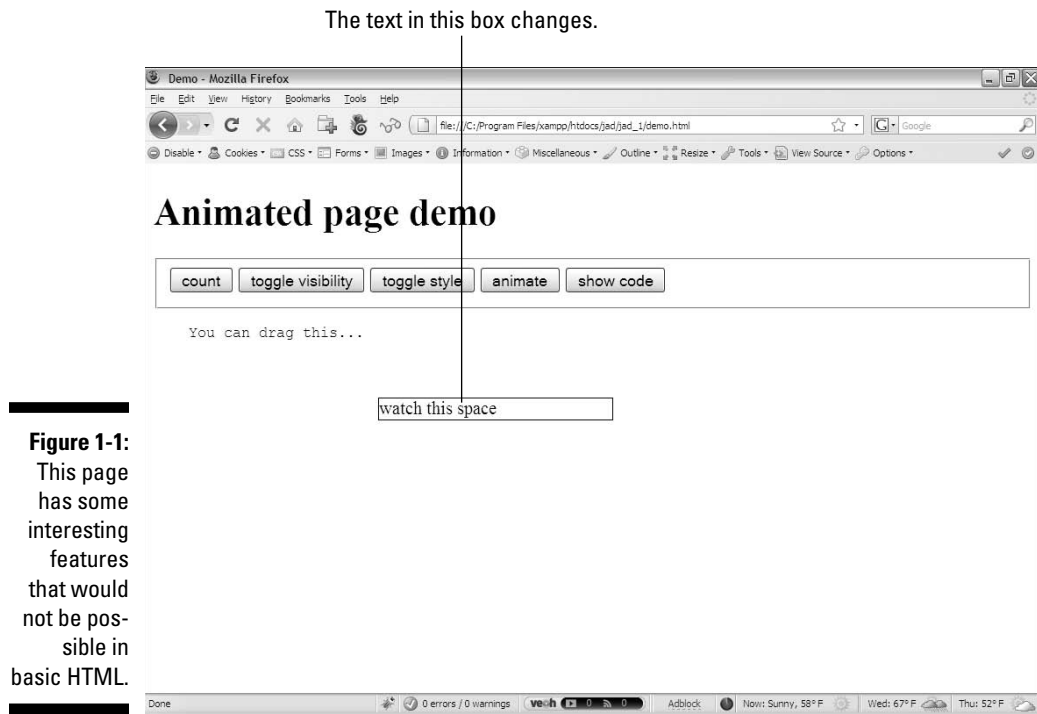 The text in this box changes.
Demo - Mozilla Firefox
File Edit View History Bookmarks Tools Help
file:///C:/Program Files/xampp/htdocs/jad/jad_1/demo.html
G Google
Disable Cookies CSS Forms Images Information Miscellaneous Outline Resize Tools View Source Options
Animated page demo
count toggle visibility toggle style animate show code
You can drag this...
watch this space
Figure 1-1:
This page
has some
interesting
features
that would
not be pos-
sible in
basic HTML.
Done 0 errors / 0 warnings veoh 0 0 Adblock Now: Sunny, 58° F Wed: 67° F Thu: 52° F